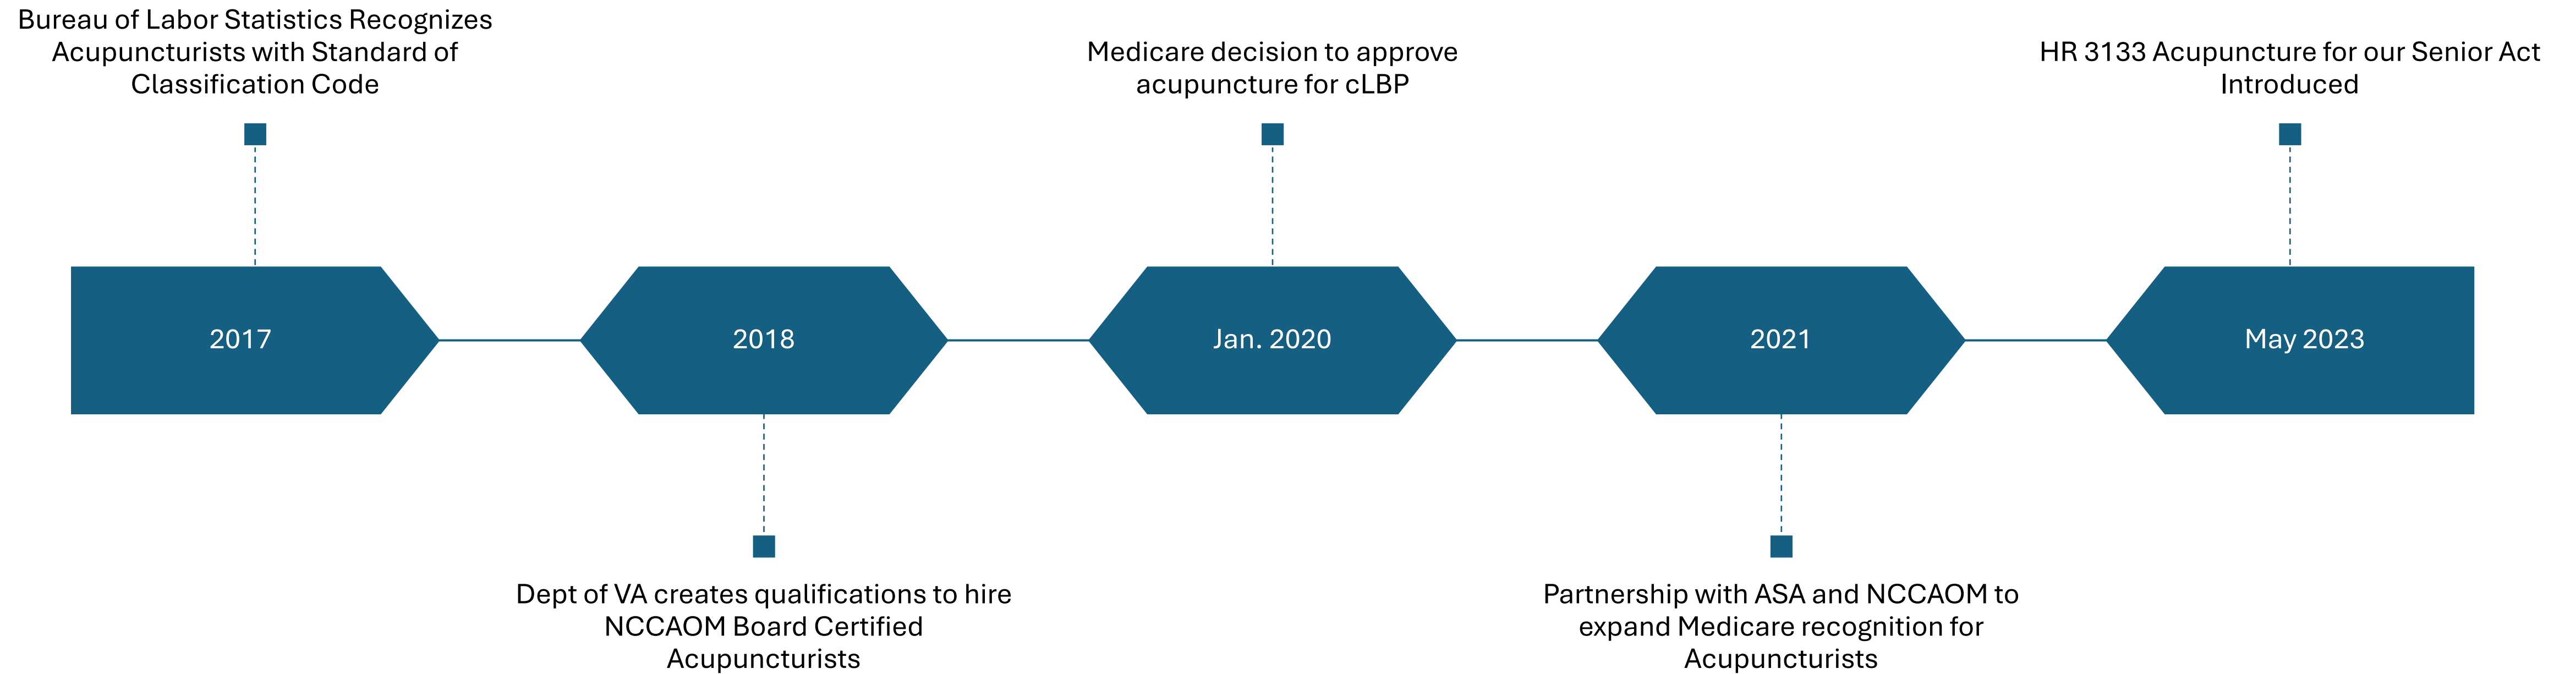 Bureau of Labor Statistics Recognizes
Acupuncturists with Standard of
Classification Code
Medicare decision to approve
acupuncture for cLBP
HR 3133 Acupuncture for our Senior Act
Introduced
2017
2018
Jan. 2020
2021
May 2023
Dept of VA creates qualifications to hire
NCCAOM Board Certified
Acupuncturists
Partnership with ASA and NCCAOM to
expand Medicare recognition for
Acupuncturists